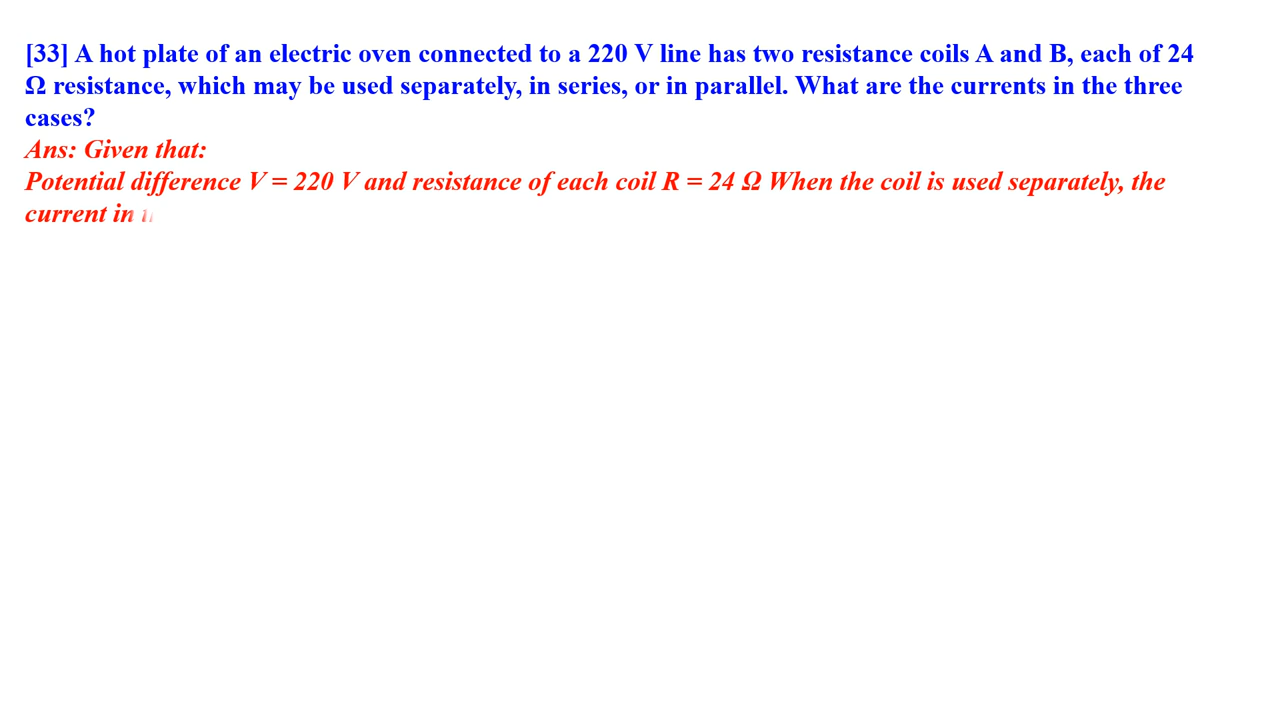 [33] A hot plate of an electric oven connected to a 220 V line has two resistance coils A and B, each of 24
Ω resistance, which may be used separately, in series, or in parallel. What are the currents in the three
cases?
Ans: Given that:
Potential difference V = 220 V and resistance of each coil R = 24 Ω When the coil is used separately, the
current in